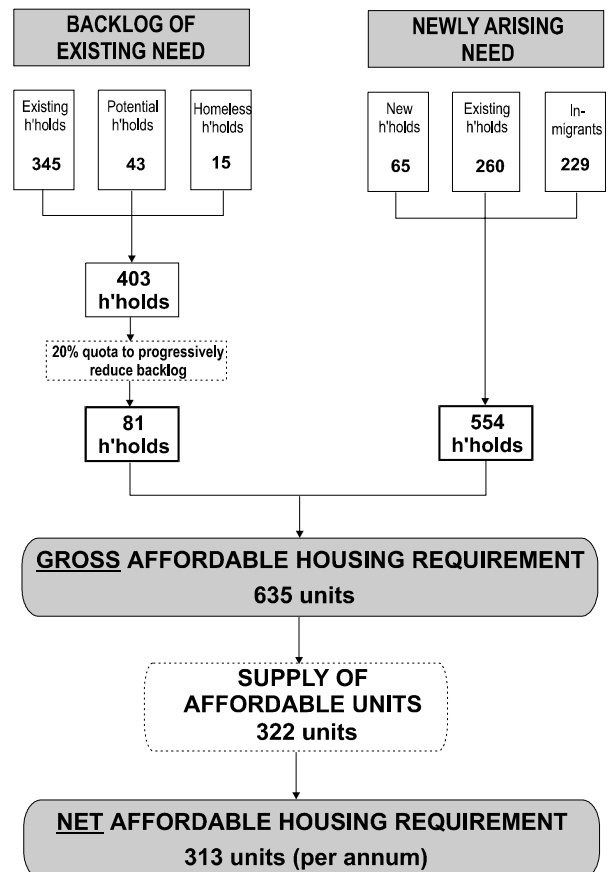 BACKLOG OF
EXISTING NEED
Existing
h'holds
345
Potential
h'holds
43
Homeless
h'holds
15
403
h'holds
20% quota to progressively
reduce backlog
81
h'holds
NEWLY ARISING
NEED
New
h'holds
65
Existing
h'holds
260
In-
migrants
229
554
h'holds
GROSS AFFORDABLE HOUSING REQUIREMENT
635 units
SUPPLY OF
AFFORDABLE UNITS
322 units
NET AFFORDABLE HOUSING REQUIREMENT
313 units (per annum)